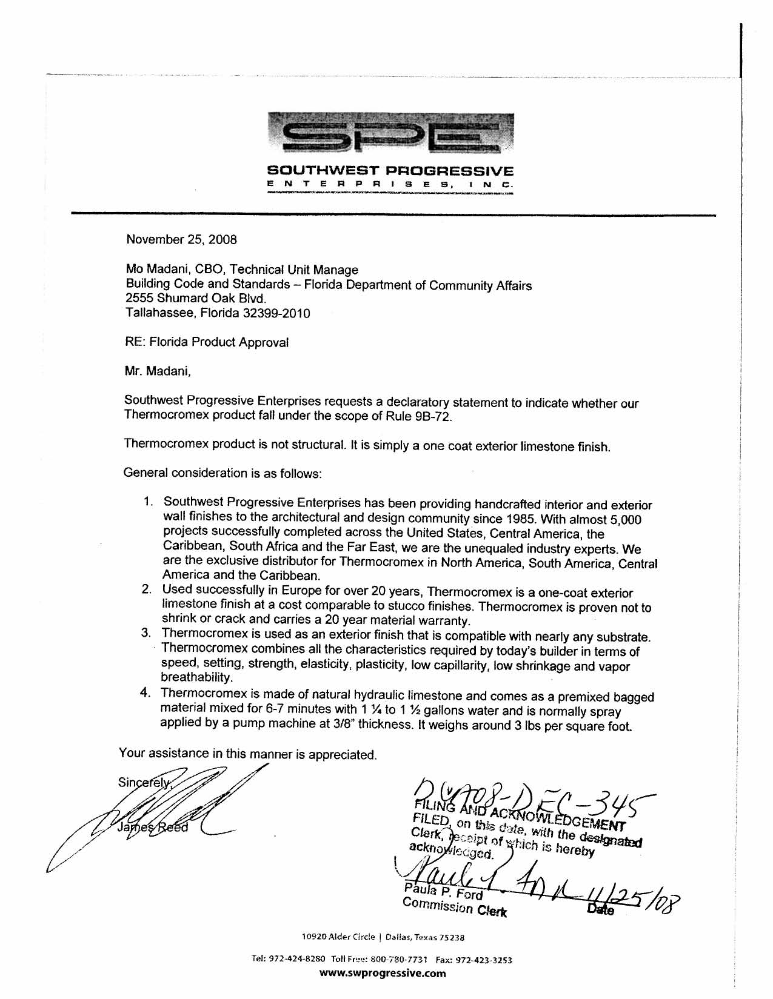 SPE
SOUTHWEST PROGRESSIVE
ENTERPRISES, INC.
November 25, 2008
Mo Madani, CBO, Technical Unit Manage
Building Code and Standards – Florida Department of Community Affairs
2555 Shumard Oak Blvd.
Tallahassee, Florida 32399-2010
RE: Florida Product Approval
Mr. Madani,
Southwest Progressive Enterprises requests a declaratory statement to indicate whether our
Thermocromex product fall under the scope of Rule 9B-72.
Thermocromex product is not structural. It is simply a one coat exterior limestone finish.
General consideration is as follows:
1. Southwest Progressive Enterprises has been providing handcrafted interior and exterior
wall finishes to the architectural and design community since 1985. With almost 5,000
projects successfully completed across the United States, Central America, the
Caribbean, South Africa and the Far East, we are the unequaled industry experts. We
are the exclusive distributor for Thermocromex in North America, South America, Central
America and the Caribbean.
2. Used successfully in Europe for over 20 years, Thermocromex is a one-coat exterior
limestone finish at a cost comparable to stucco finishes. Thermocromex is proven not to
shrink or crack and carries a 20 year material warranty.
3. Thermocromex is used as an exterior finish that is compatible with nearly any substrate.
Thermocromex combines all the characteristics required by today's builder in terms of
speed, setting, strength, elasticity, plasticity, low capillarity, low shrinkage and vapor
breathability.
4. Thermocromex is made of natural hydraulic limestone and comes as a premixed bagged
material mixed for 6-7 minutes with 1 ¼ to 1 ½ gallons water and is normally spray
applied by a pump machine at 3/8" thickness. It weighs around 3 lbs per square foot.
Your assistance in this manner is appreciated.
Sincerely,
James Reed
08-DEC-345
FILING AND ACKNOWLEDGEMENT
FILED, on this date, with the designated
Clerk, receipt of which is hereby
acknowledged.
Paula P. Ford 11/25/08
Paula P. Ford
Commission Clerk Date
10920 Alder Circle | Dallas, Texas 75238
Tel: 972-424-8280 Toll Free: 800-780-7731 Fax: 972-423-3253
www.swprogressive.com